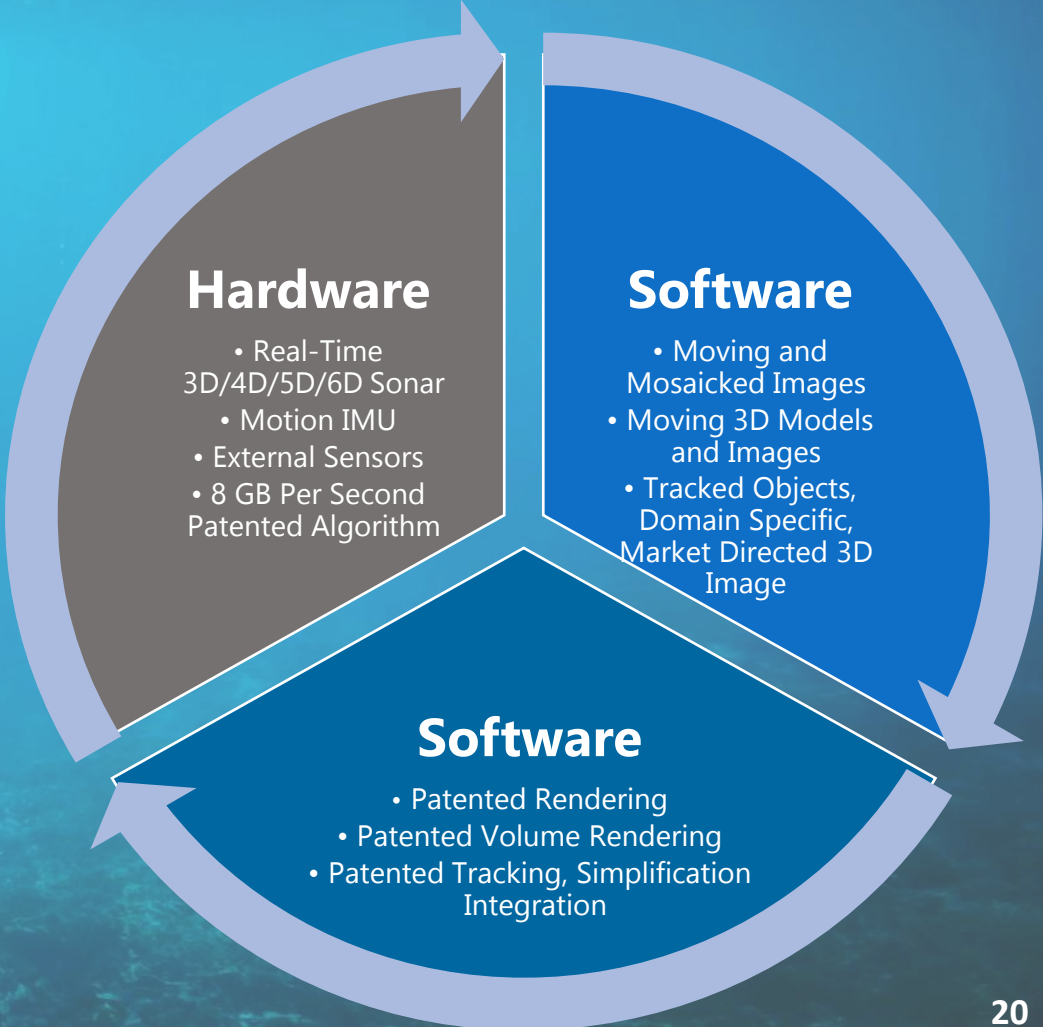 Hardware
• Real-Time
3D/4D/5D/6D Sonar
• Motion IMU
• External Sensors
• 8 GB Per Second
Patented Algorithm
Software
• Moving and
Mosaicked Images
• Moving 3D Models
and Images
• Tracked Objects,
Domain Specific,
Market Directed 3D
Image
Software
• Patented Rendering
• Patented Volume Rendering
• Patented Tracking, Simplification
Integration
20